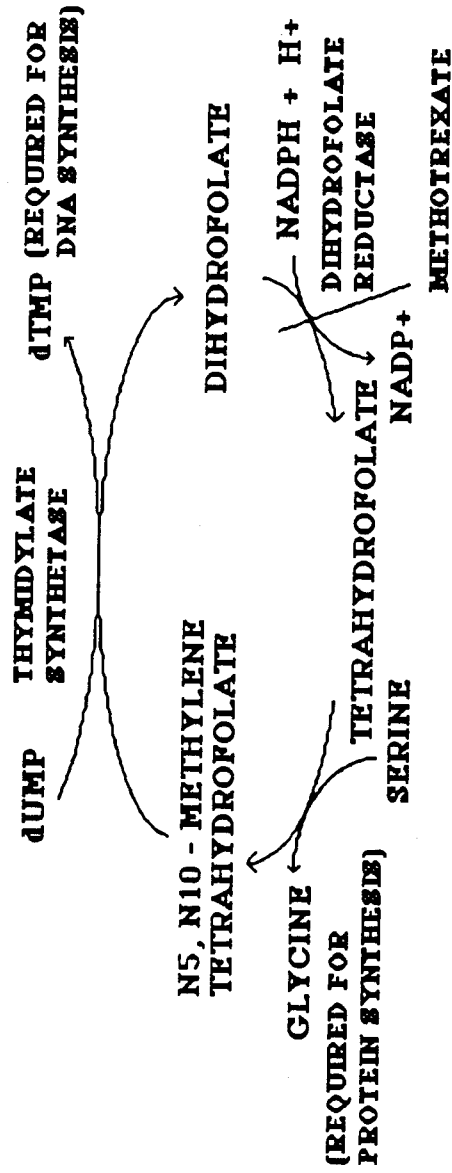 dUMP
THYMIDYLATE
SYNTHETASE
dTMP (REQUIRED FOR
DNA SYNTHESIS)
N5, N10 - METHYLENE
TETRAHYDROFOLATE
DIHYDROFOLATE
GLYCINE
(REQUIRED FOR
PROTEIN SYNTHESIS)
SERINE
TETRAHYDROFOLATE
NADP+
NADPH + H+
DIHYDROFOLATE
REDUCTASE
METHOTREXATE